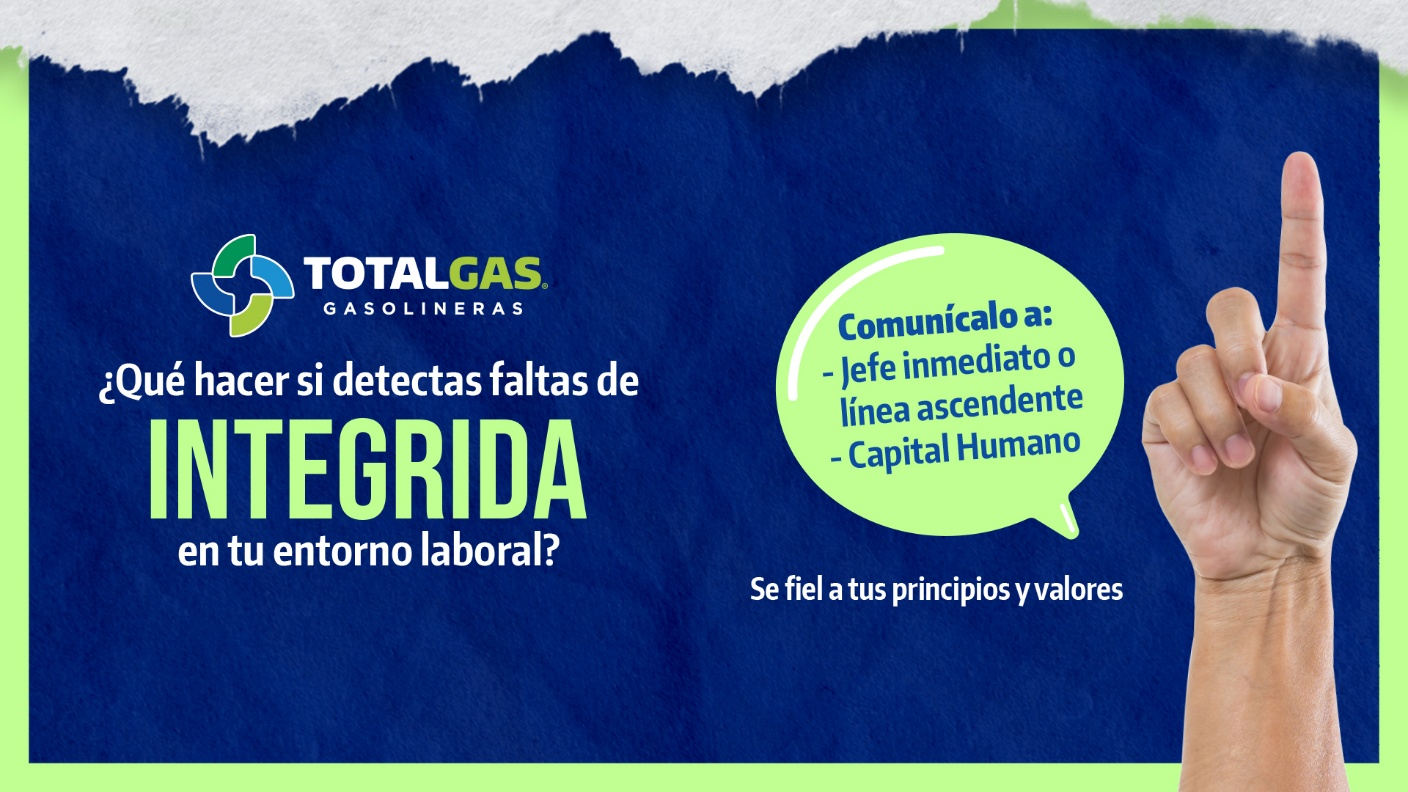 TOTALGAS®
GASOLINERAS
¿Qué hacer si detectas faltas de
INTEGRIDA
en tu entorno laboral?
Comunícalo a:
- Jefe inmediato o
línea ascendente
- Capital Humano
Se fiel a tus principios y valores